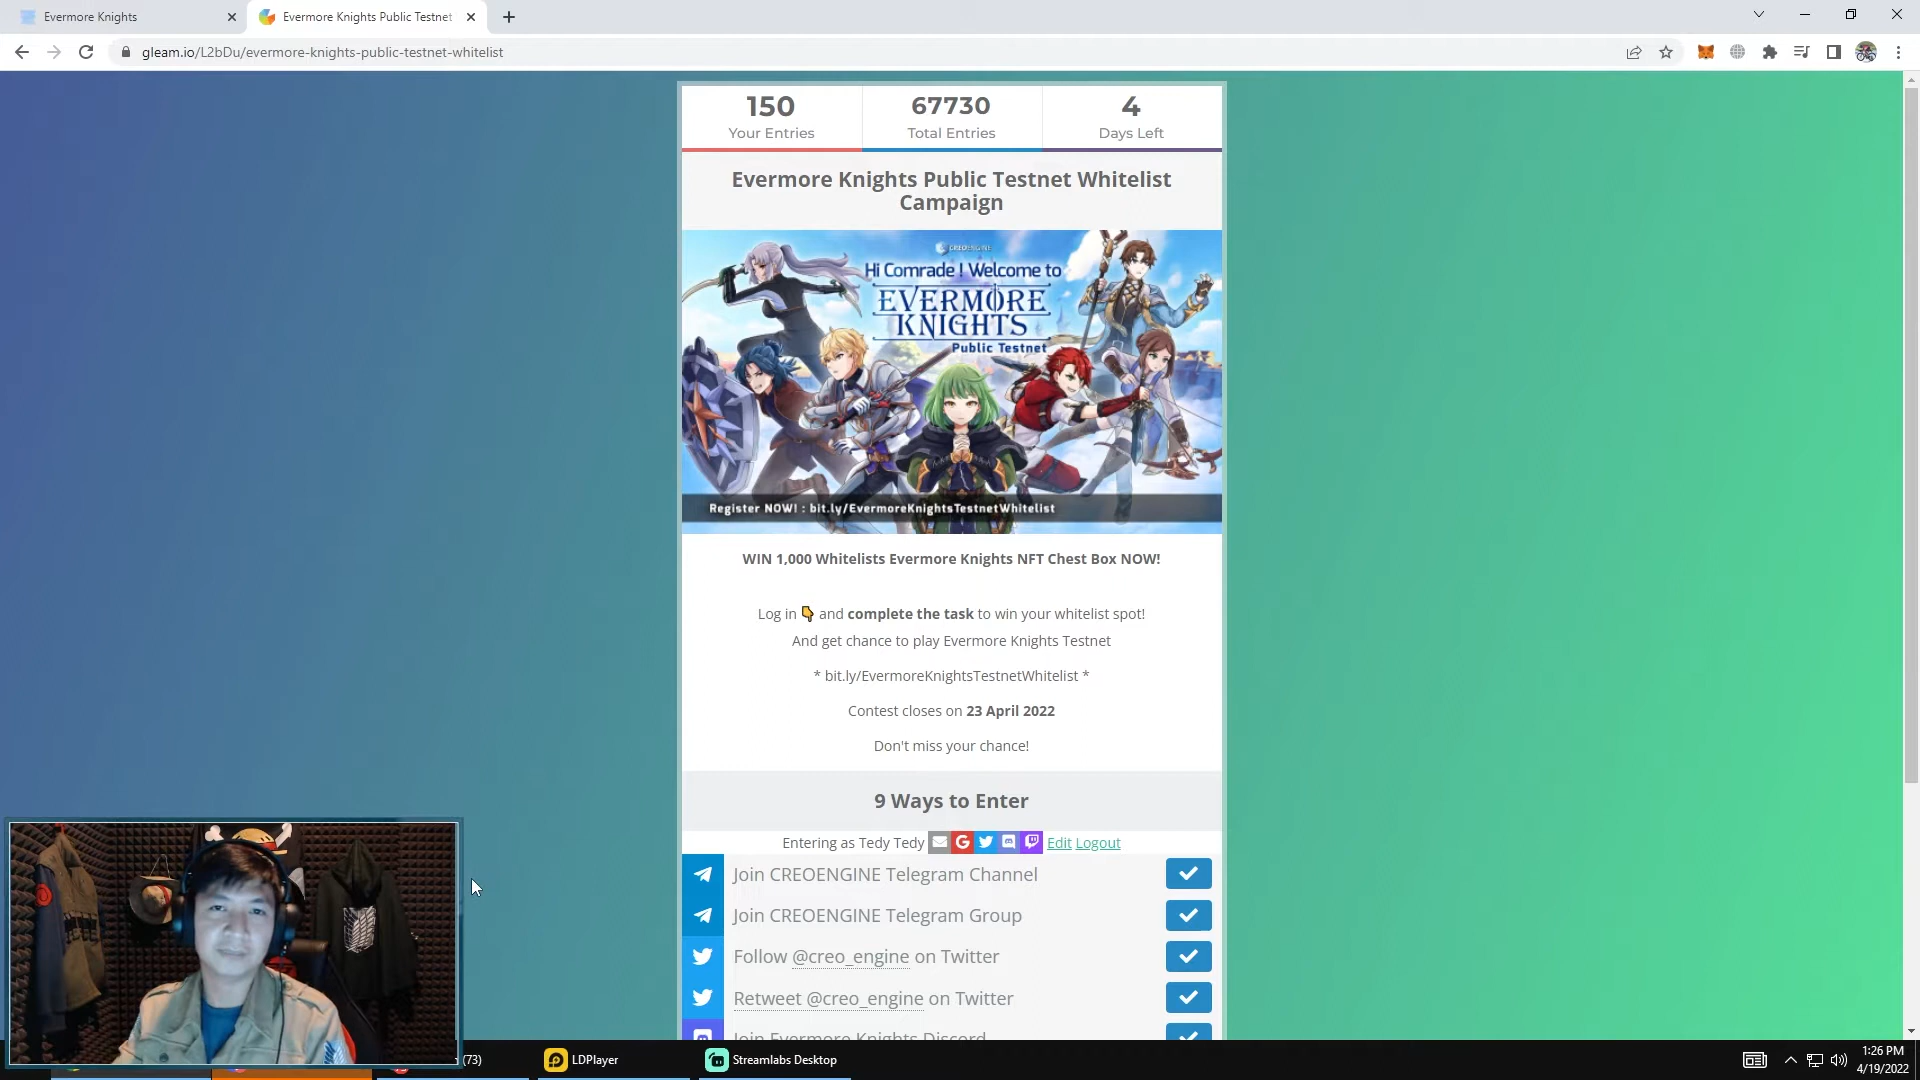 Evermore Knights
Evermore Knights Public Testnet
gleam.io/L2bDu/evermore-knights-public-testnet-whitelist
150
Your Entries
67730
Total Entries
4
Days Left
Evermore Knights Public Testnet Whitelist
Campaign
CREOENGINE
Hi Comrade ! Welcome to
EVERMORE
KNIGHTS
Public Testnet
Register NOW! : bit.ly/EvermoreKnightsTestnetWhitelist
WIN 1,000 Whitelists Evermore Knights NFT Chest Box NOW!
Log in 👇 and complete the task to win your whitelist spot!
And get chance to play Evermore Knights Testnet
* bit.ly/EvermoreKnightsTestnetWhitelist *
Contest closes on 23 April 2022
Don't miss your chance!
9 Ways to Enter
Entering as Tedy Tedy Edit Logout
Join CREOENGINE Telegram Channel
Join CREOENGINE Telegram Group
Follow @creo_engine on Twitter
Retweet @creo_engine on Twitter
Join Evermore Knights Discord
(73)
LDPlayer
Streamlabs Desktop
1:26 PM
4/19/2022